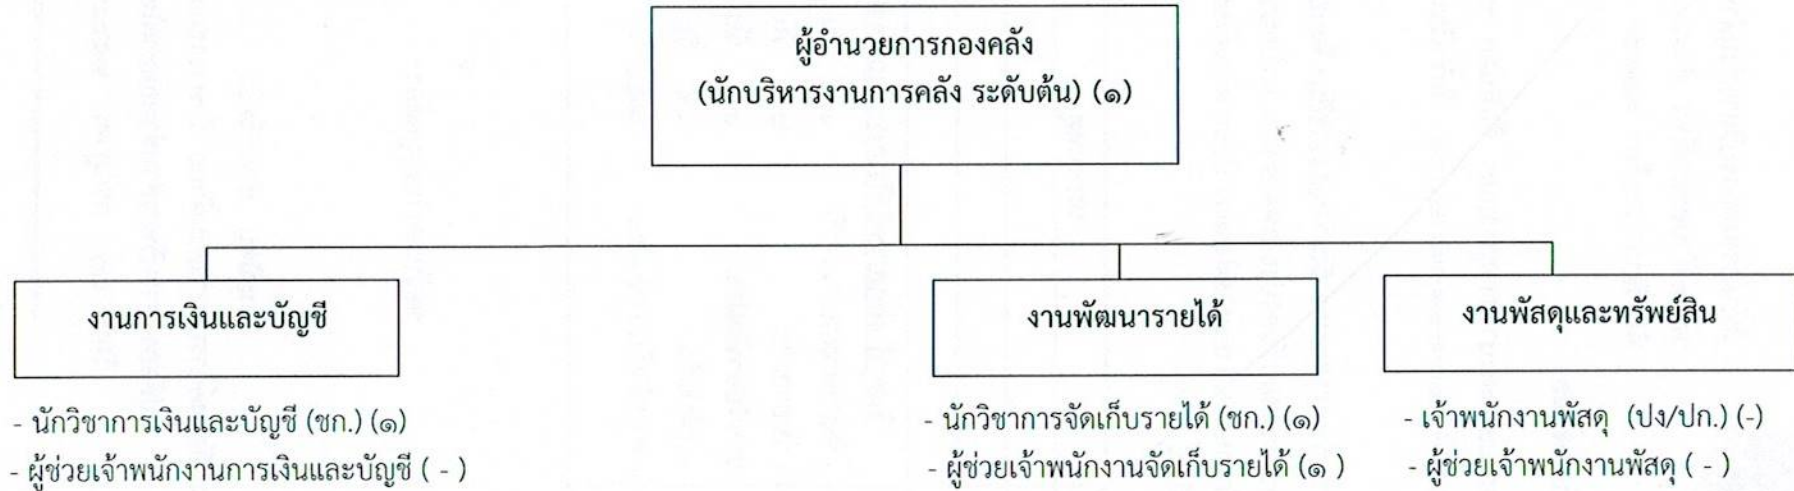 ผู้อำนวยการกองคลัง
(นักบริหารงานการคลัง ระดับต้น) (๑)
งานการเงินและบัญชี
- นักวิชาการเงินและบัญชี (ชก.) (๑)
- ผู้ช่วยเจ้าพนักงานการเงินและบัญชี ( - )
งานพัฒนารายได้
- นักวิชาการจัดเก็บรายได้ (ชก.) (๑)
- ผู้ช่วยเจ้าพนักงานจัดเก็บรายได้ (๑ )
งานพัสดุและทรัพย์สิน
- เจ้าพนักงานพัสดุ (ปง/ปก.) (-)
- ผู้ช่วยเจ้าพนักงานพัสดุ ( - )